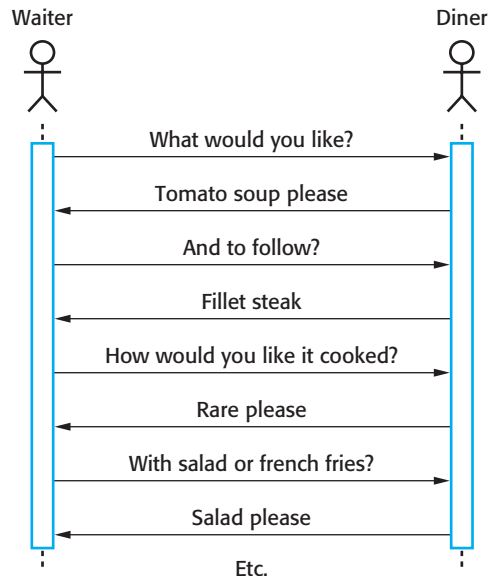 Waiter
Diner
What would you like?
Tomato soup please
And to follow?
Fillet steak
How would you like it cooked?
Rare please
With salad or french fries?
Salad please
Etc.